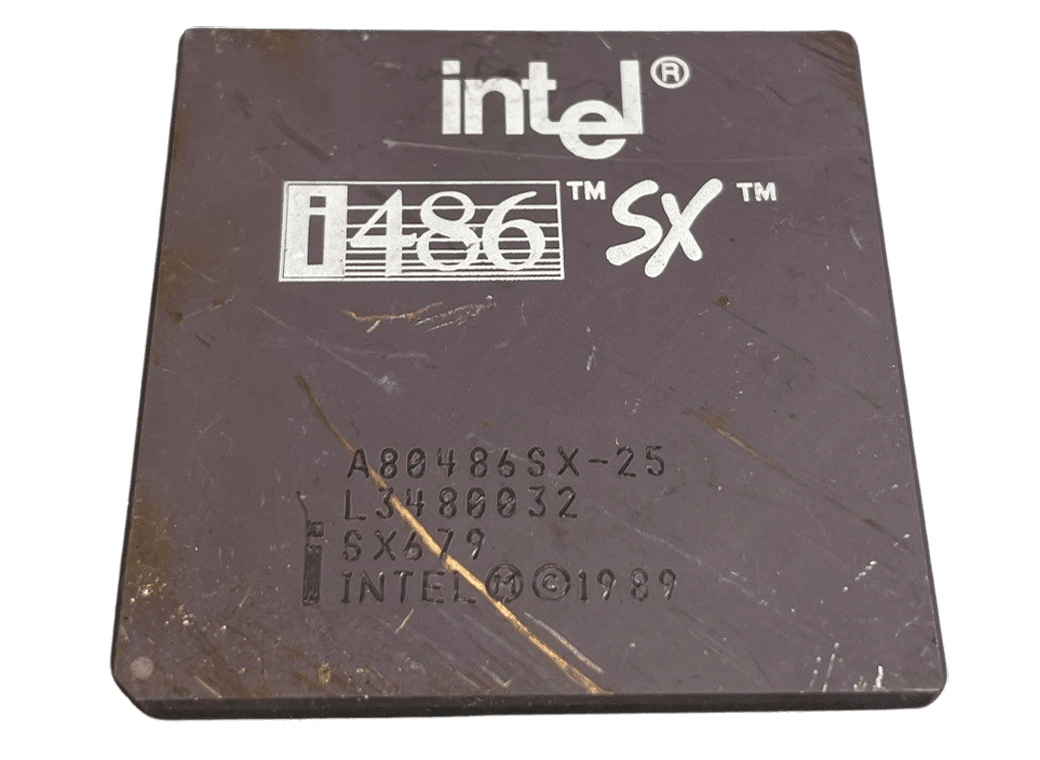 intel®
i486™ SX™
A80486SX-25
L3480032
SX679
INTEL Ⓜ©1989